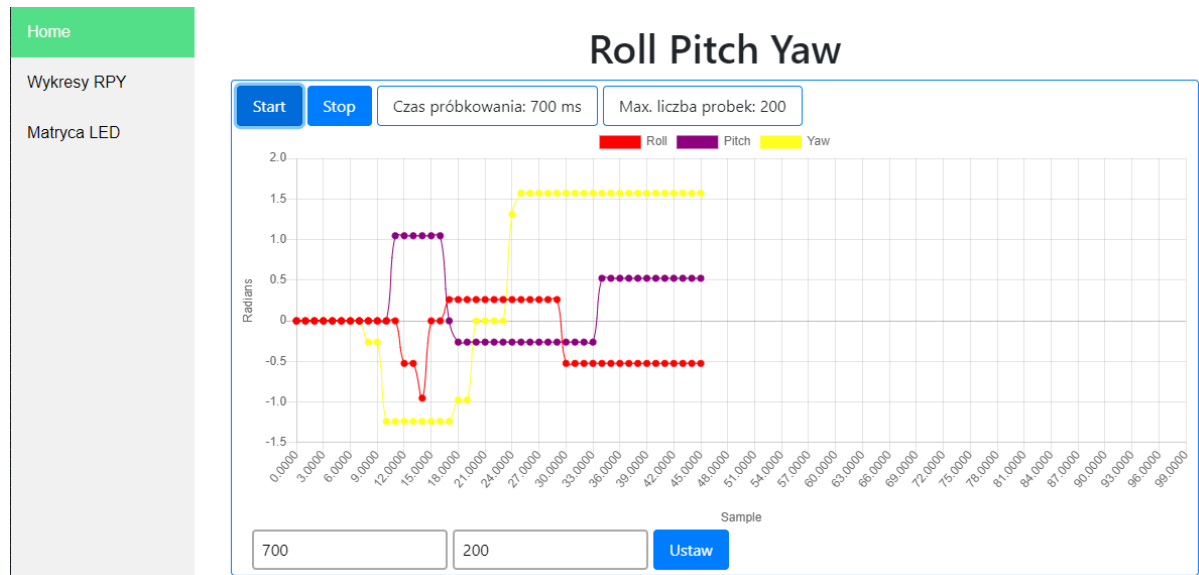 Home
Wykresy RPY
Matryca LED
Roll Pitch Yaw
Start Stop Czas próbkowania: 700 ms Max. liczba probek: 200
Roll Pitch Yaw
2.0
1.5
1.0
0.5
0
-0.5
-1.0
-1.5
Radians
0.0000 3.0000 6.0000 9.0000 12.0000 15.0000 18.0000 21.0000 24.0000 27.0000 30.0000 33.0000 36.0000 39.0000 42.0000 45.0000 48.0000 51.0000 54.0000 57.0000 60.0000 63.0000 66.0000 69.0000 72.0000 75.0000 78.0000 81.0000 84.0000 87.0000 90.0000 93.0000 96.0000 99.0000
Sample
700 200 Ustaw